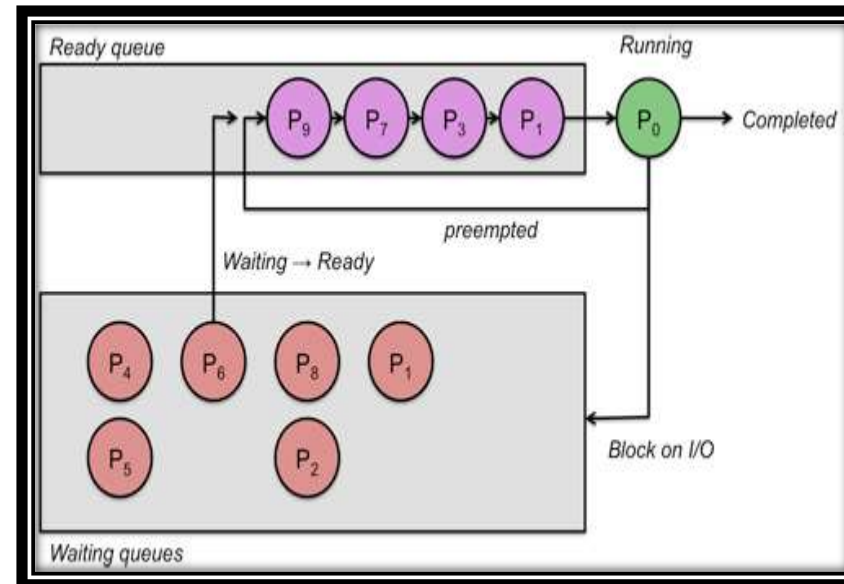 Ready queue
Running
P₉ P₇ P₃ P₁ P₀ Completed
preempted
Waiting → Ready
P₄ P₆ P₈ P₁
P₅ P₂
Block on I/O
Waiting queues